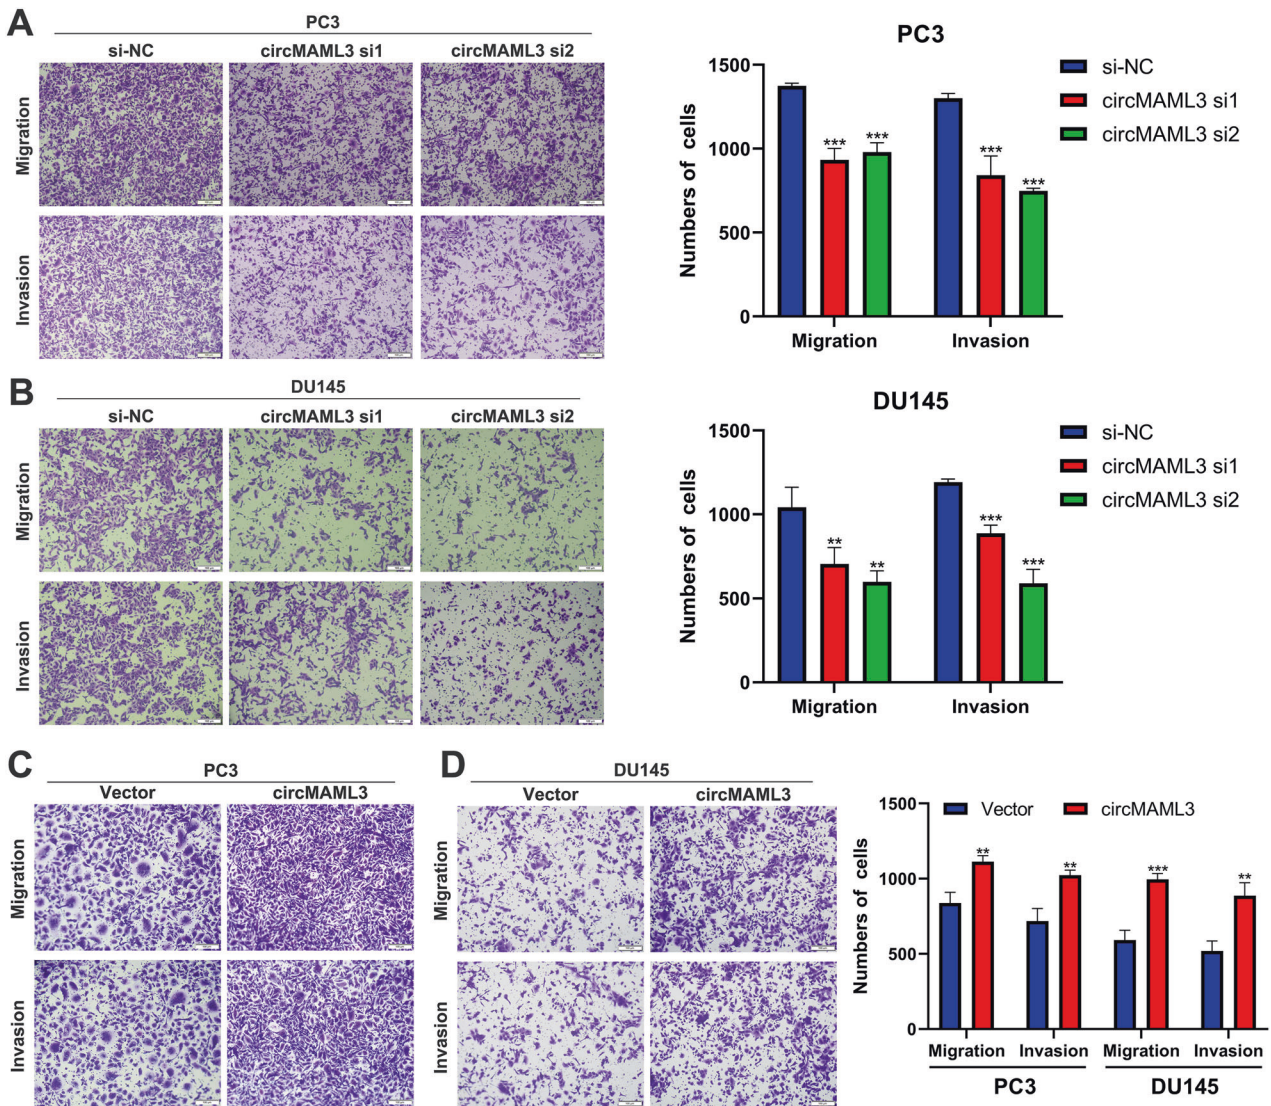 A
PC3
si-NC circMAML3 si1 circMAML3 si2
Migration
Invasion
PC3
Numbers of cells
1500
1000
500
0
*** ***
*** ***
Migration Invasion
si-NC
circMAML3 si1
circMAML3 si2
B
DU145
si-NC circMAML3 si1 circMAML3 si2
Migration
Invasion
DU145
Numbers of cells
1500
1000
500
0
** **
*** ***
Migration Invasion
si-NC
circMAML3 si1
circMAML3 si2
C
PC3
Vector circMAML3
Migration
Invasion
D
DU145
Vector circMAML3
Migration
Invasion
Numbers of cells
1500
1000
500
0
Vector circMAML3
** ** *** **
Migration Invasion Migration Invasion
PC3 DU145